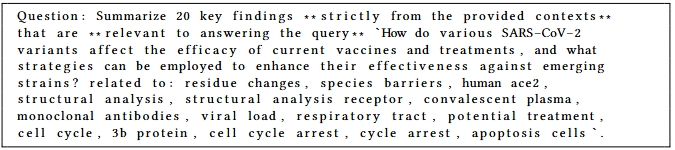 Question: Summarize 20 key findings **strictly from the provided contexts**
that are **relevant to answering the query** `How do various SARS-CoV-2
variants affect the efficacy of current vaccines and treatments, and what
strategies can be employed to enhance their effectiveness against emerging
strains? related to: residue changes, species barriers, human ace2,
structural analysis, structural analysis receptor, convalescent plasma,
monoclonal antibodies, viral load, respiratory tract, potential treatment,
cell cycle, 3b protein, cell cycle arrest, cycle arrest, apoptosis cells`.